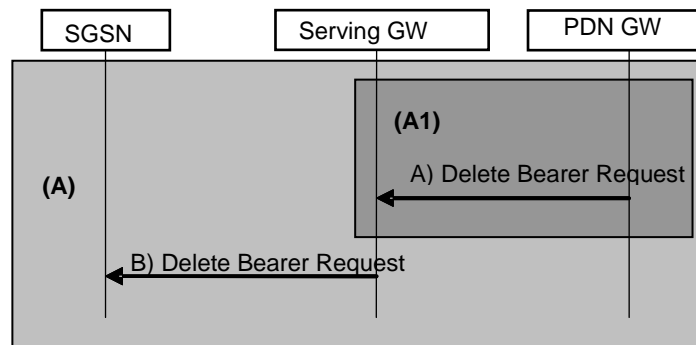 SGSN
Serving GW
PDN GW
(A1)
(A)
A) Delete Bearer Request
B) Delete Bearer Request